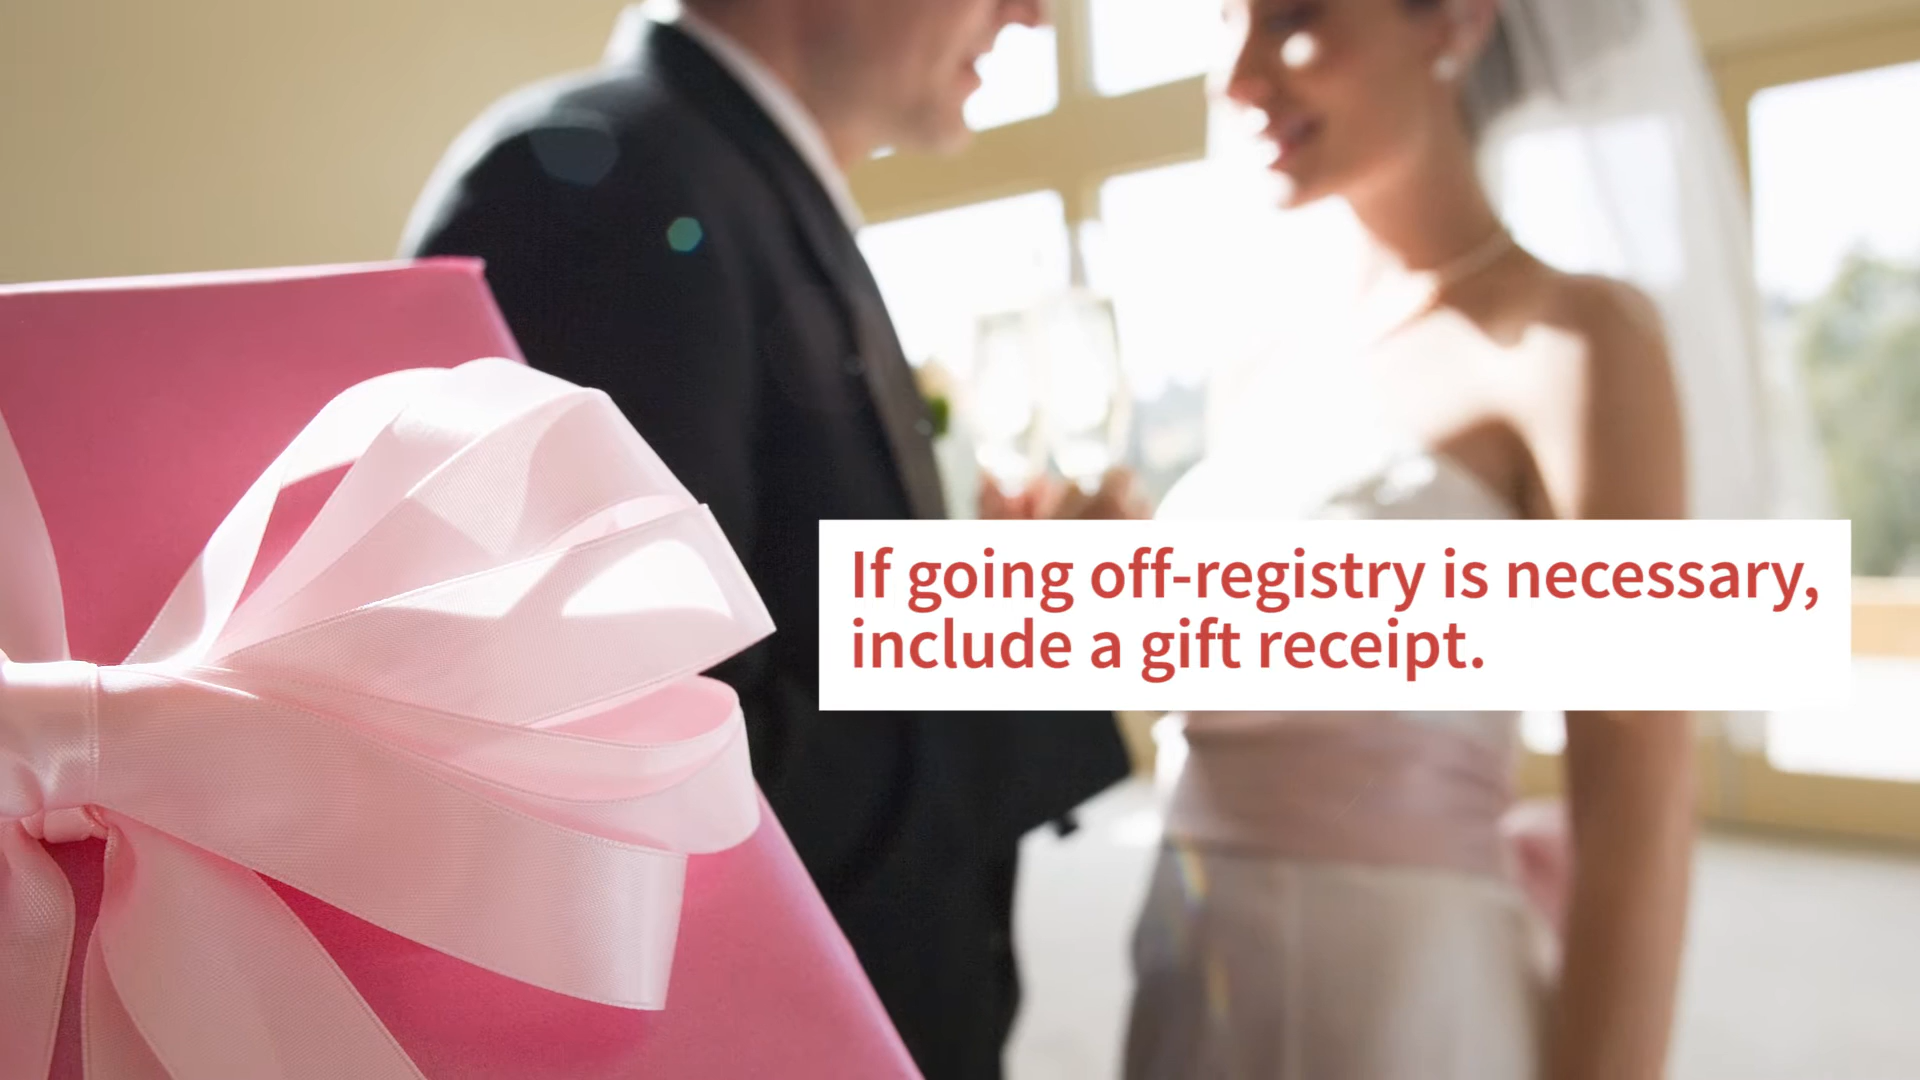 If going off-registry is necessary,
include a gift receipt.